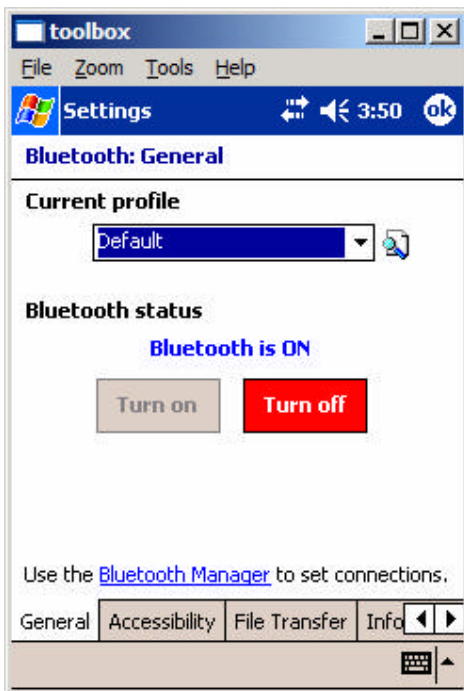 toolbox
File Zoom Tools Help
Settings 3:50 ok
Bluetooth: General
Current profile
Default
Bluetooth status
Bluetooth is ON
Turn on Turn off
Use the Bluetooth Manager to set connections.
General Accessibility File Transfer Info